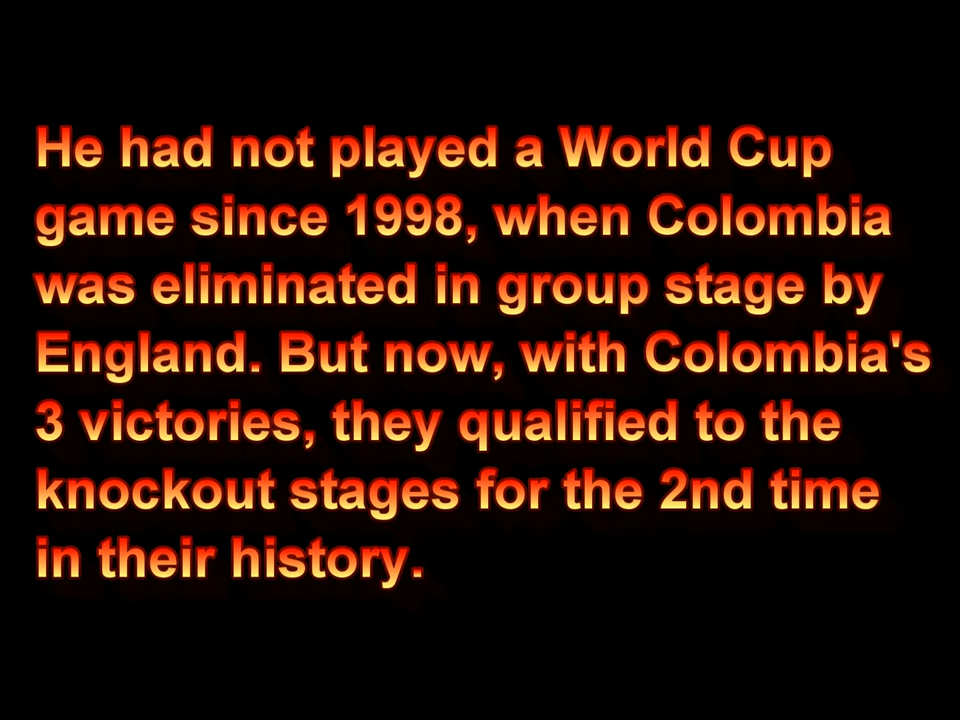 He had not played a World Cup
game since 1998, when Colombia
was eliminated in group stage by
England. But now, with Colombia's
3 victories, they qualified to the
knockout stages for the 2nd time
in their history.